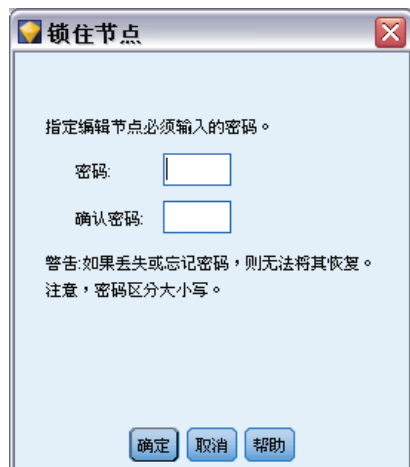 锁住节点
指定编辑节点必须输入的密码。
密码:
确认密码:
警告:如果丢失或忘记密码，则无法将其恢复。
注意，密码区分大小写。
确定 取消 帮助